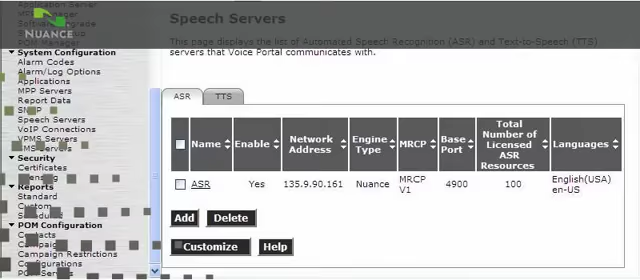 Application Server
NUANCE
System Configuration
Alarm Codes
Alarm/Log Options
Applications
MPP Servers
Report Data
Speech Servers
VoIP Connections
VPMS Servers
Security
Certificates
Reports
Standard
Custom
POM Configuration
Contacts
Campaign Restrictions
Configurations
Speech Servers
This page displays the list of Automated Speech Recognition (ASR) and Text-to-Speech (TTS)
servers that Voice Portal communicates with.
ASR TTS
Name Enable Network Address Engine Type MRCP Base Port Total Number of Licensed ASR Resources Languages
ASR Yes 135.9.90.161 Nuance MRCP V1 4900 100 English(USA) en-US
Add Delete
Customize Help